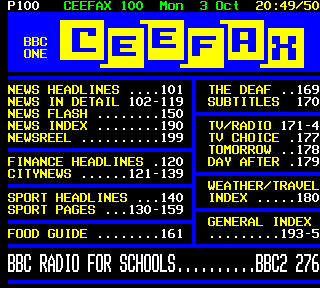 P100 CEEFAX 100 Mon 3 Oct 20:49/50
BBC ONE CEEFAX
NEWS HEADLINES ....101
NEWS IN DETAIL 102-119
NEWS FLASH ........150
NEWS INDEX ........190
NEWSREEL ..........199
FINANCE HEADLINES .120
CITYNEWS ......121-139
SPORT HEADLINES ...140
SPORT PAGES ...130-159
FOOD GUIDE ........161
THE DEAF ..169
SUBTITLES 170
TV/RADIO 171-4
TV CHOICE .177
TOMORROW ..178
DAY AFTER .179
WEATHER/TRAVEL
INDEX .....180
GENERAL INDEX
.........193-5
BBC RADIO FOR SCHOOLS..........BBC2 276